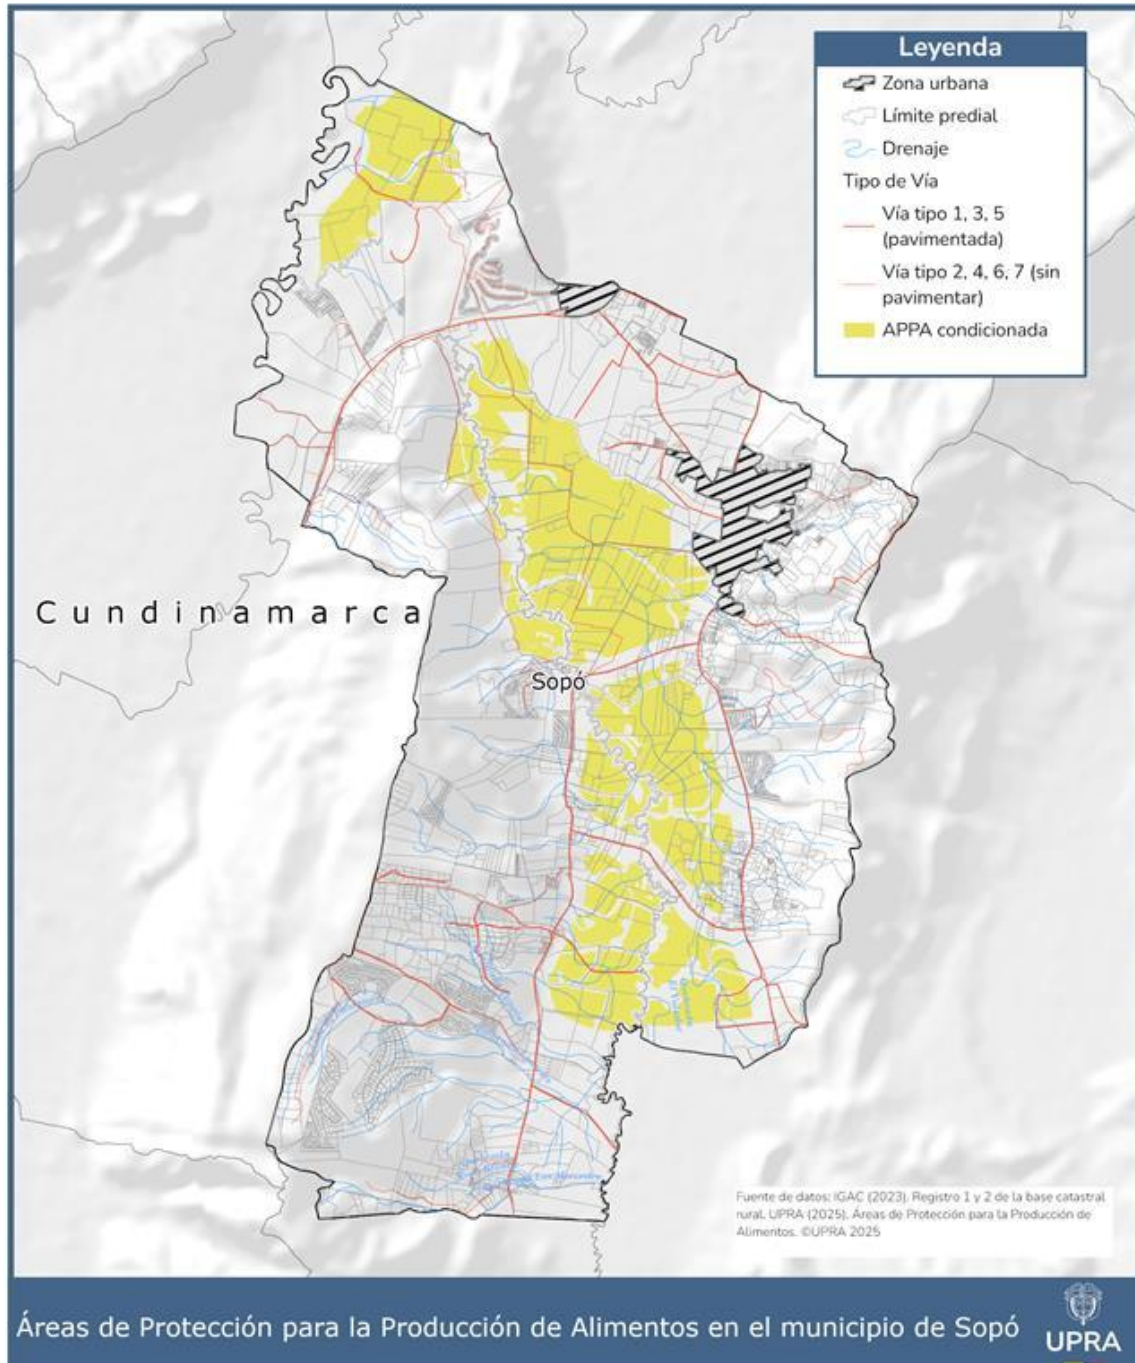 Leyenda
Zona urbana
Límite predial
Drenaje
Tipo de Vía
Vía tipo 1, 3, 5
(pavimentada)
Vía tipo 2, 4, 6, 7 (sin
pavimentar)
APPA condicionada
Cundinamarca
Sopó
Fuente de datos: IGAC (2023). Registro 1 y 2 de la base catastral
rural. UPRA (2025). Áreas de Protección para la Producción de
Alimentos. ©UPRA 2025
Áreas de Protección para la Producción de Alimentos en el municipio de Sopó
UPRA